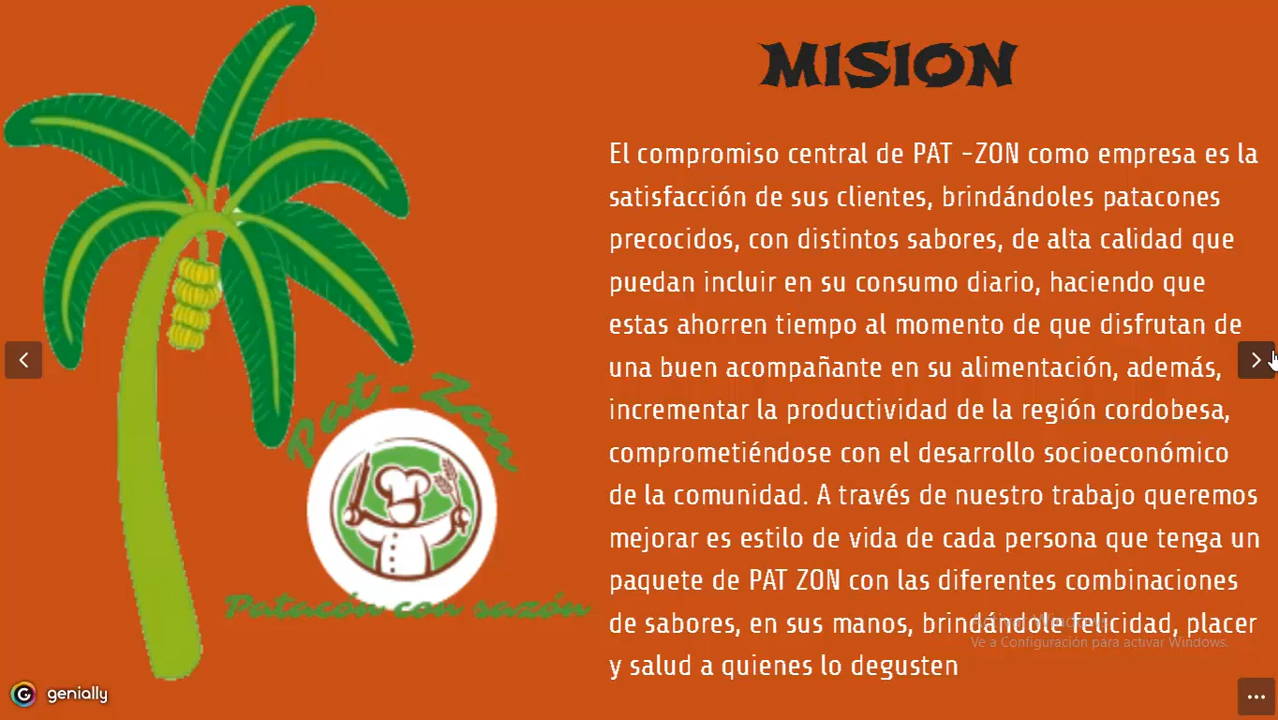 MISION
El compromiso central de PAT -ZON como empresa es la
satisfacción de sus clientes, brindándoles patacones
precocidos, con distintos sabores, de alta calidad que
puedan incluir en su consumo diario, haciendo que
estas ahorren tiempo al momento de que disfrutan de
una buen acompañante en su alimentación, además,
incrementar la productividad de la región cordobesa,
comprometiéndose con el desarrollo socioeconómico
de la comunidad. A través de nuestro trabajo queremos
mejorar es estilo de vida de cada persona que tenga un
paquete de PAT ZON con las diferentes combinaciones
de sabores, en sus manos, brindándole felicidad, placer
y salud a quienes lo degusten
Pat - Zon
Patacón con sazón
Activar Windows
Ve a Configuración para activar Windows.
genially